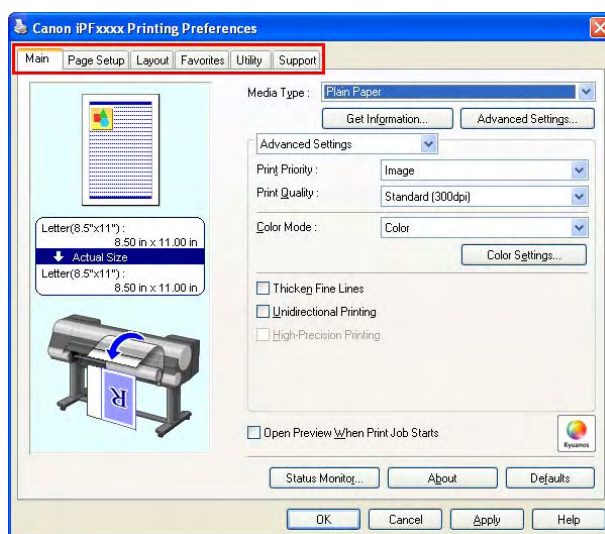 Canon iPFxxxx Printing Preferences
Main Page Setup Layout Favorites Utility Support
Media Type : Plain Paper
Get Information... Advanced Settings...
Advanced Settings
Print Priority : Image
Print Quality : Standard (300dpi)
Color Mode : Color
Color Settings...
Thicken Fine Lines
Unidirectional Printing
High-Precision Printing
Letter(8.5"x11") :
8.50 in x 11.00 in
Actual Size
Letter(8.5"x11") :
8.50 in x 11.00 in
R
Open Preview When Print Job Starts
Kyuanos
Status Monitor... About Defaults
OK Cancel Apply Help